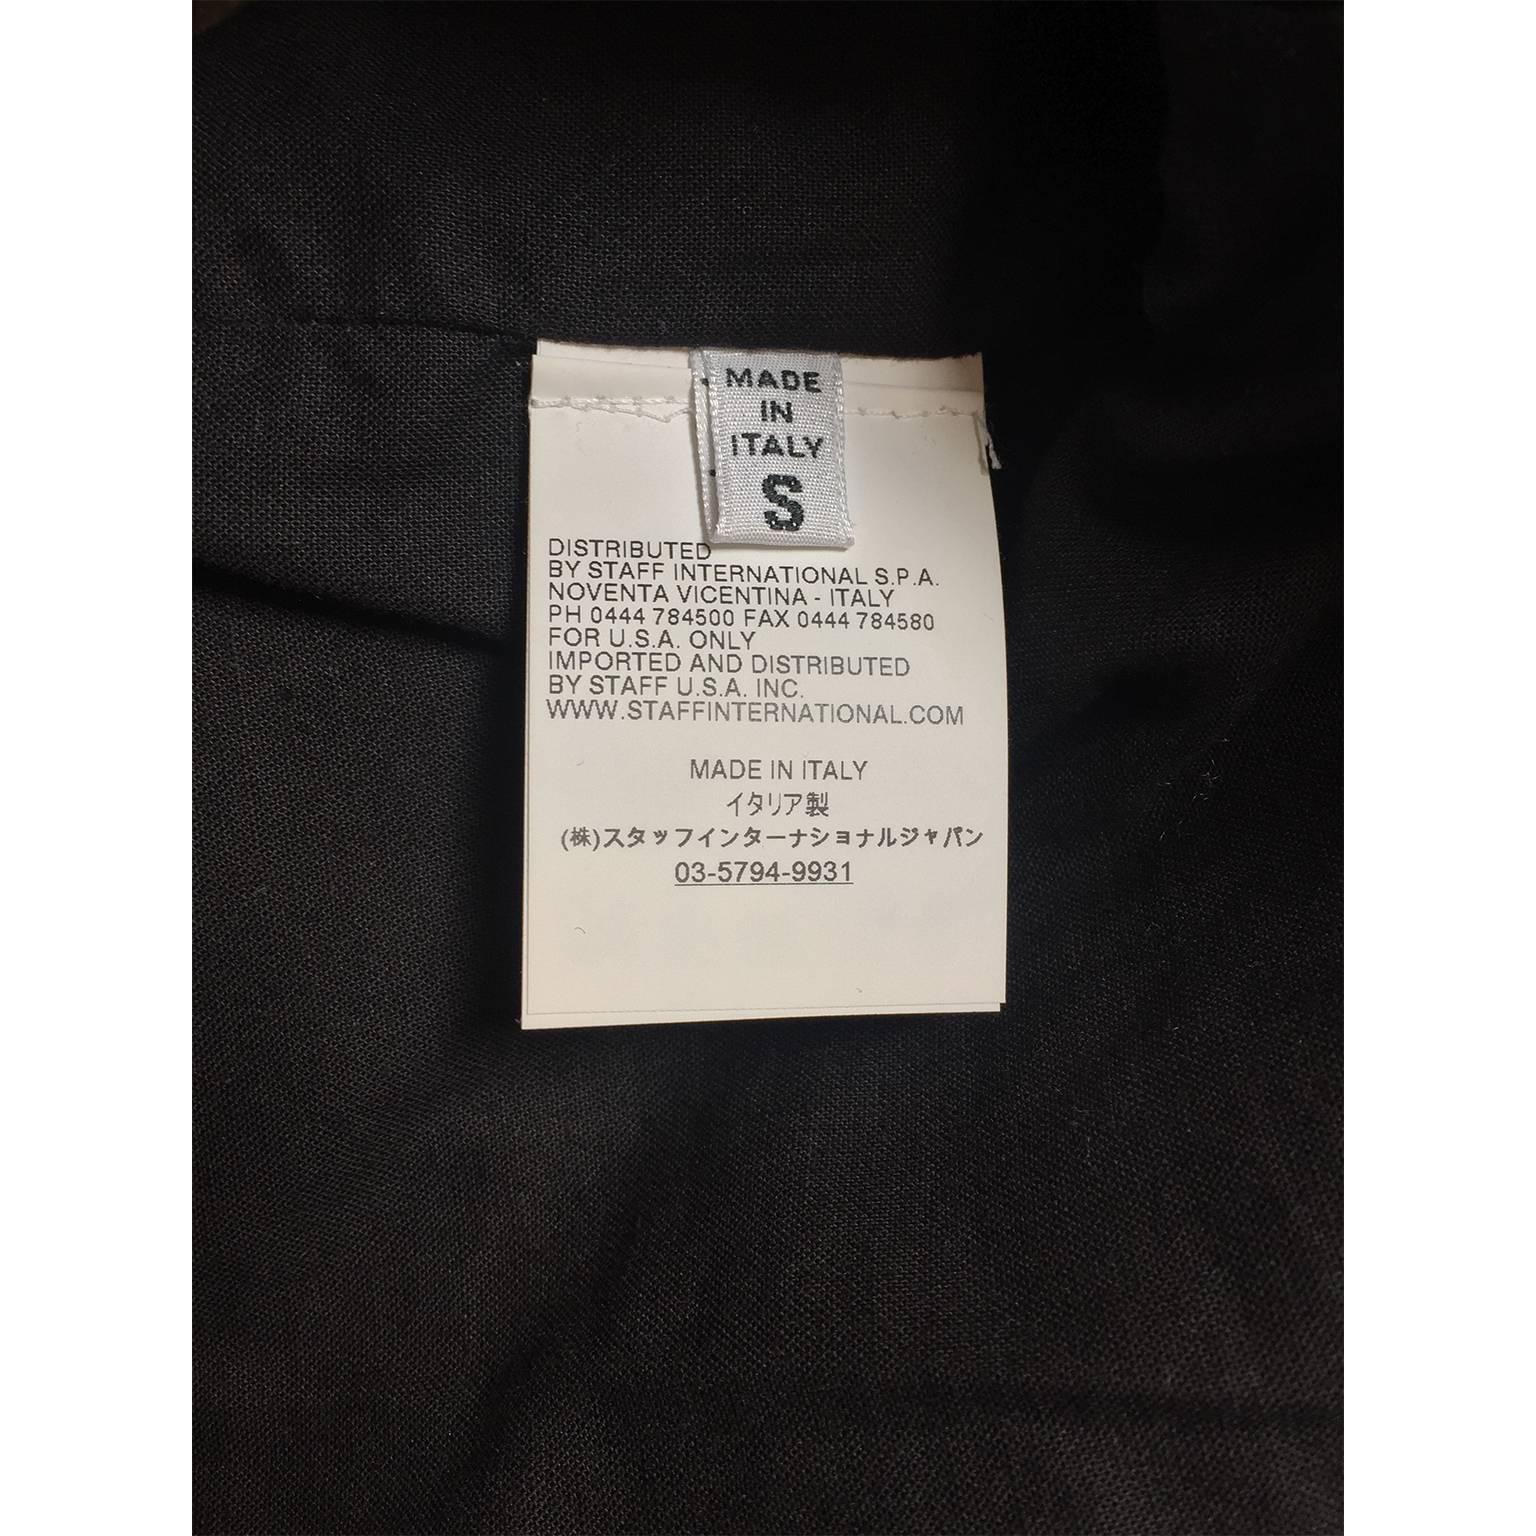 MADE
IN
ITALY
S
DISTRIBUTED
BY STAFF INTERNATIONAL S.P.A.
NOVENTA VICENTINA - ITALY
PH 0444 784500 FAX 0444 784580
FOR U.S.A. ONLY
IMPORTED AND DISTRIBUTED
BY STAFF U.S.A. INC.
WWW.STAFFINTERNATIONAL.COM
MADE IN ITALY
イタリア製
(株)スタッフインターナショナルジャパン
03-5794-9931